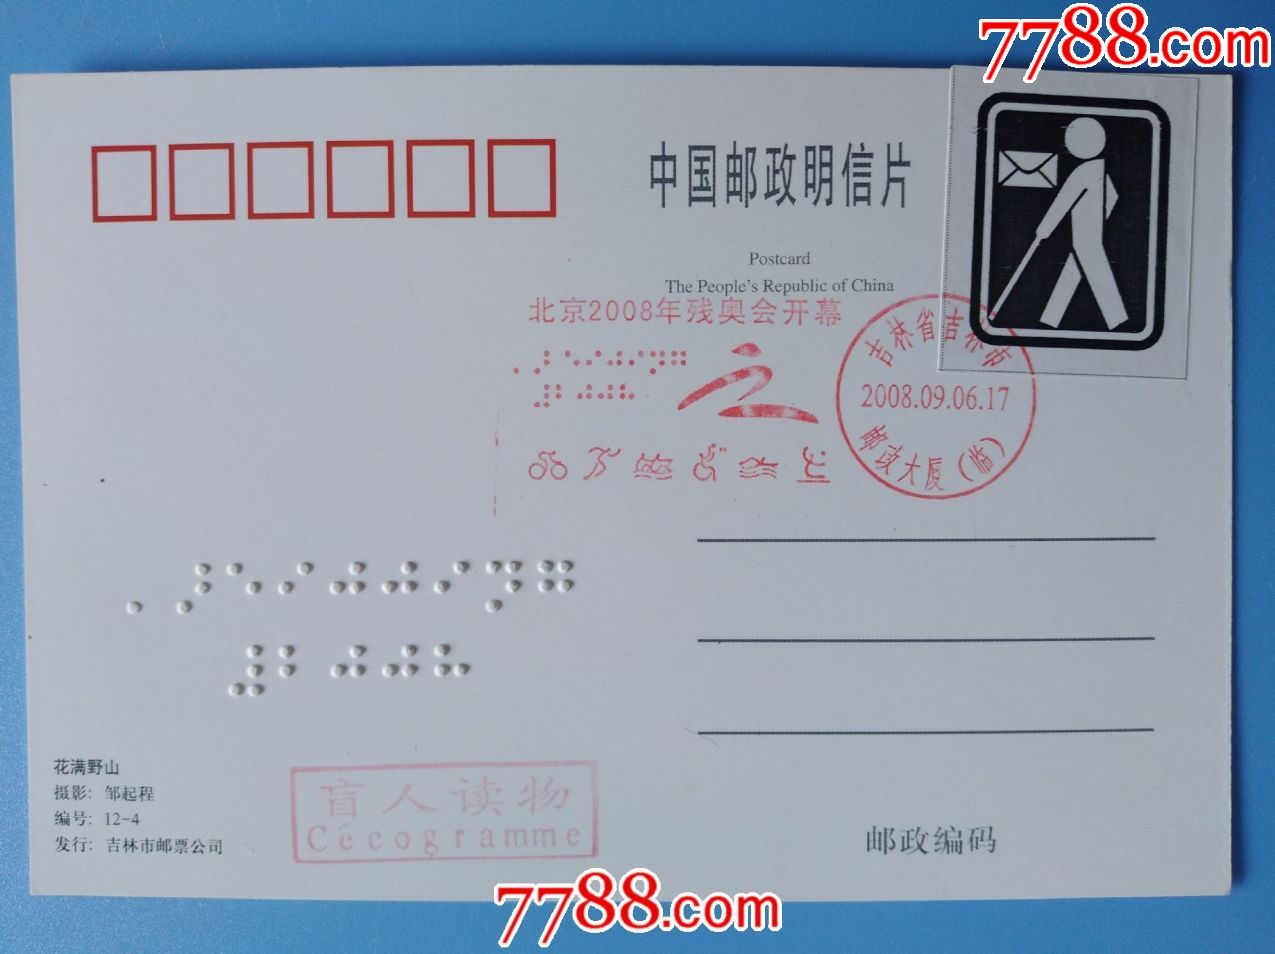 7788.com
中国邮政明信片
Postcard
The People's Republic of China
北京2008年残奥会开幕
吉林省吉林市
2008.09.06.17
邮政大厦（临）
花满野山
摄影：邹起程
编号：12-4
发行：吉林市邮票公司
盲人读物
Cécogramme
邮政编码
7788.com